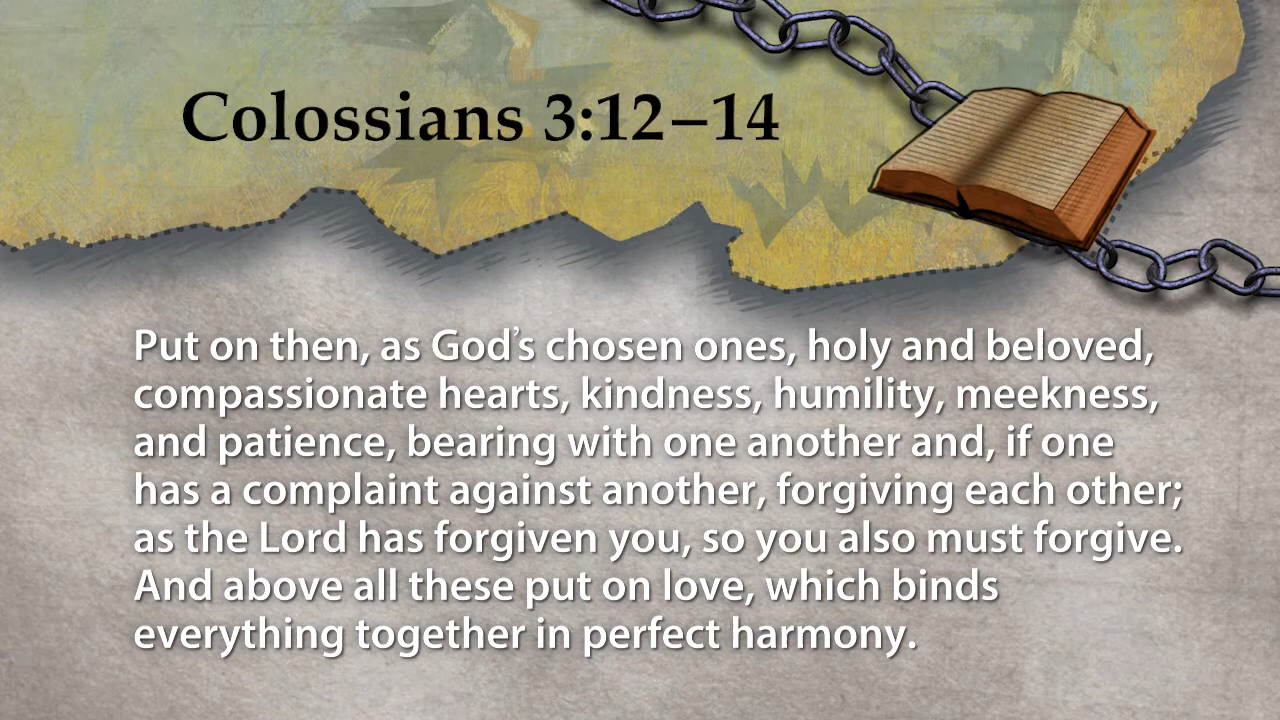 Colossians 3:12–14
Put on then, as God’s chosen ones, holy and beloved,
compassionate hearts, kindness, humility, meekness,
and patience, bearing with one another and, if one
has a complaint against another, forgiving each other;
as the Lord has forgiven you, so you also must forgive.
And above all these put on love, which binds
everything together in perfect harmony.